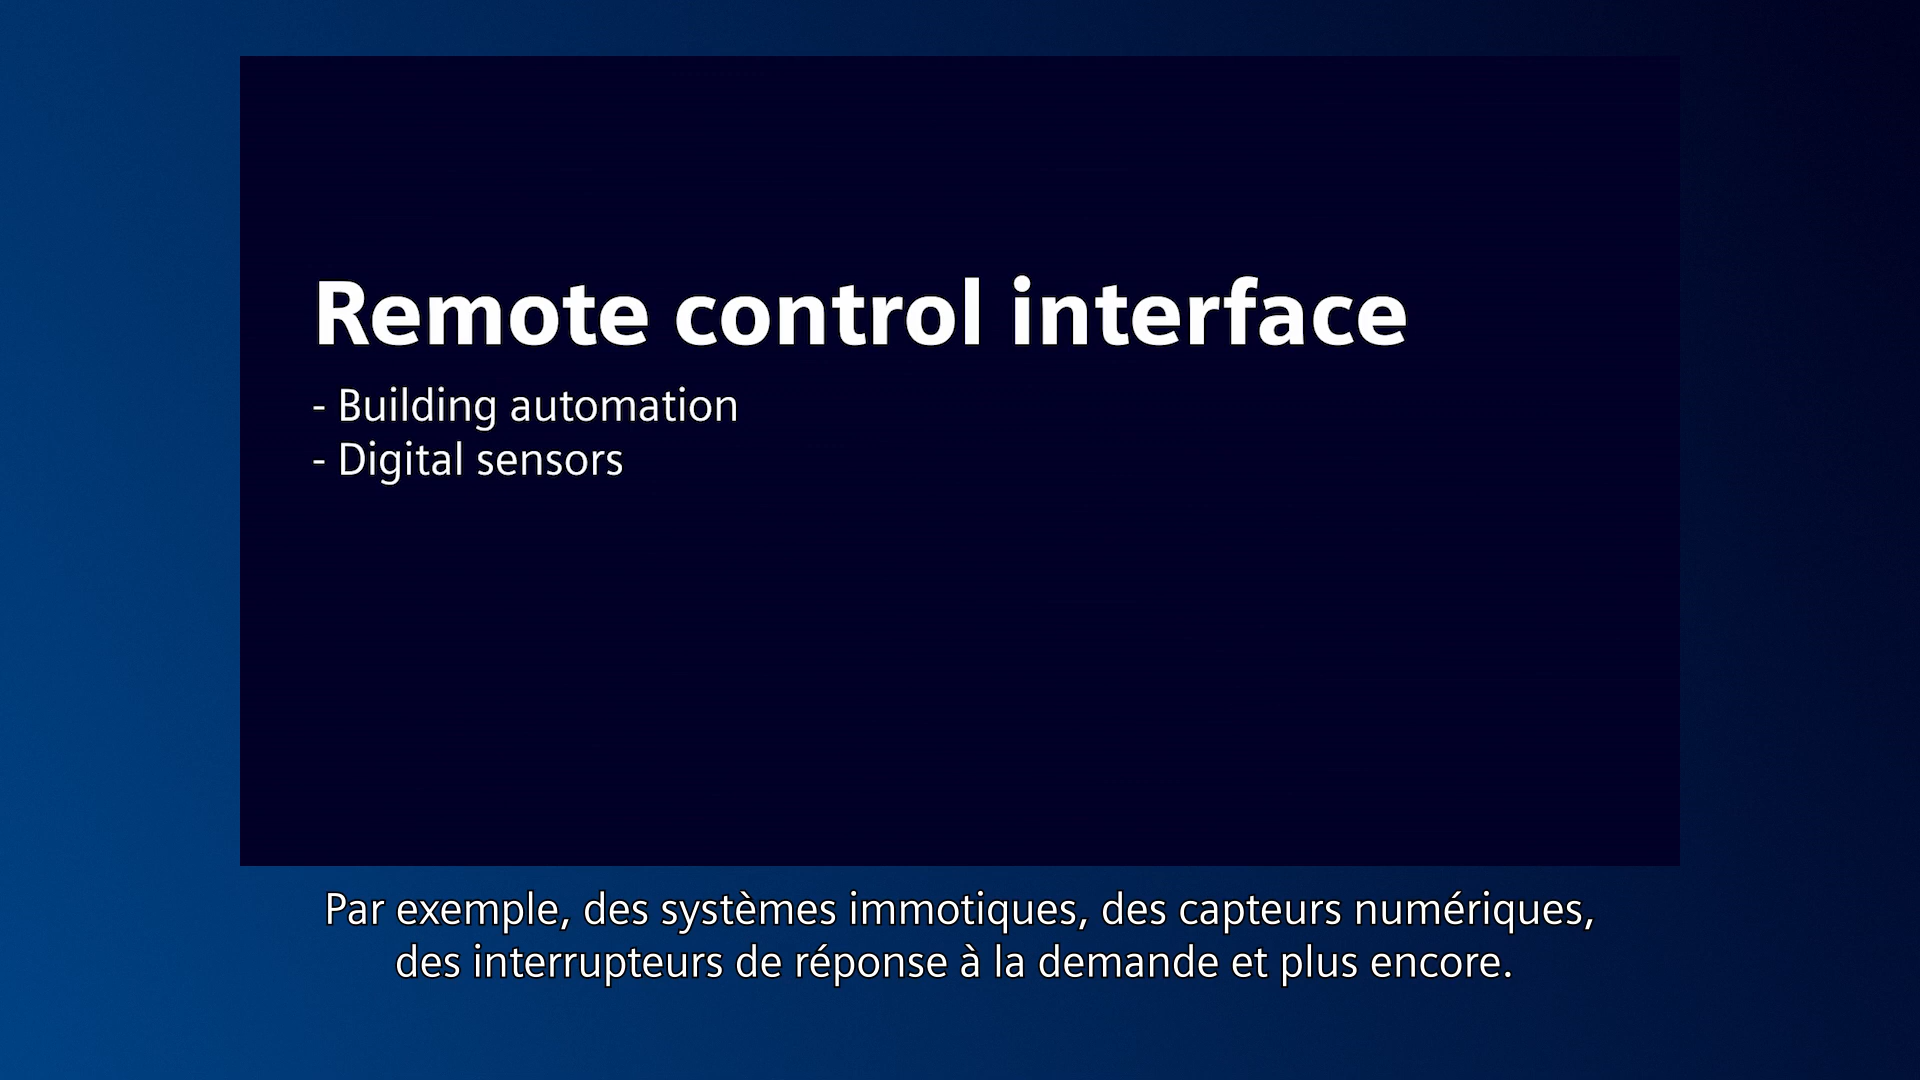 Remote control interface
- Building automation
- Digital sensors
Par exemple, des systèmes immotiques, des capteurs numériques,
des interrupteurs de réponse à la demande et plus encore.